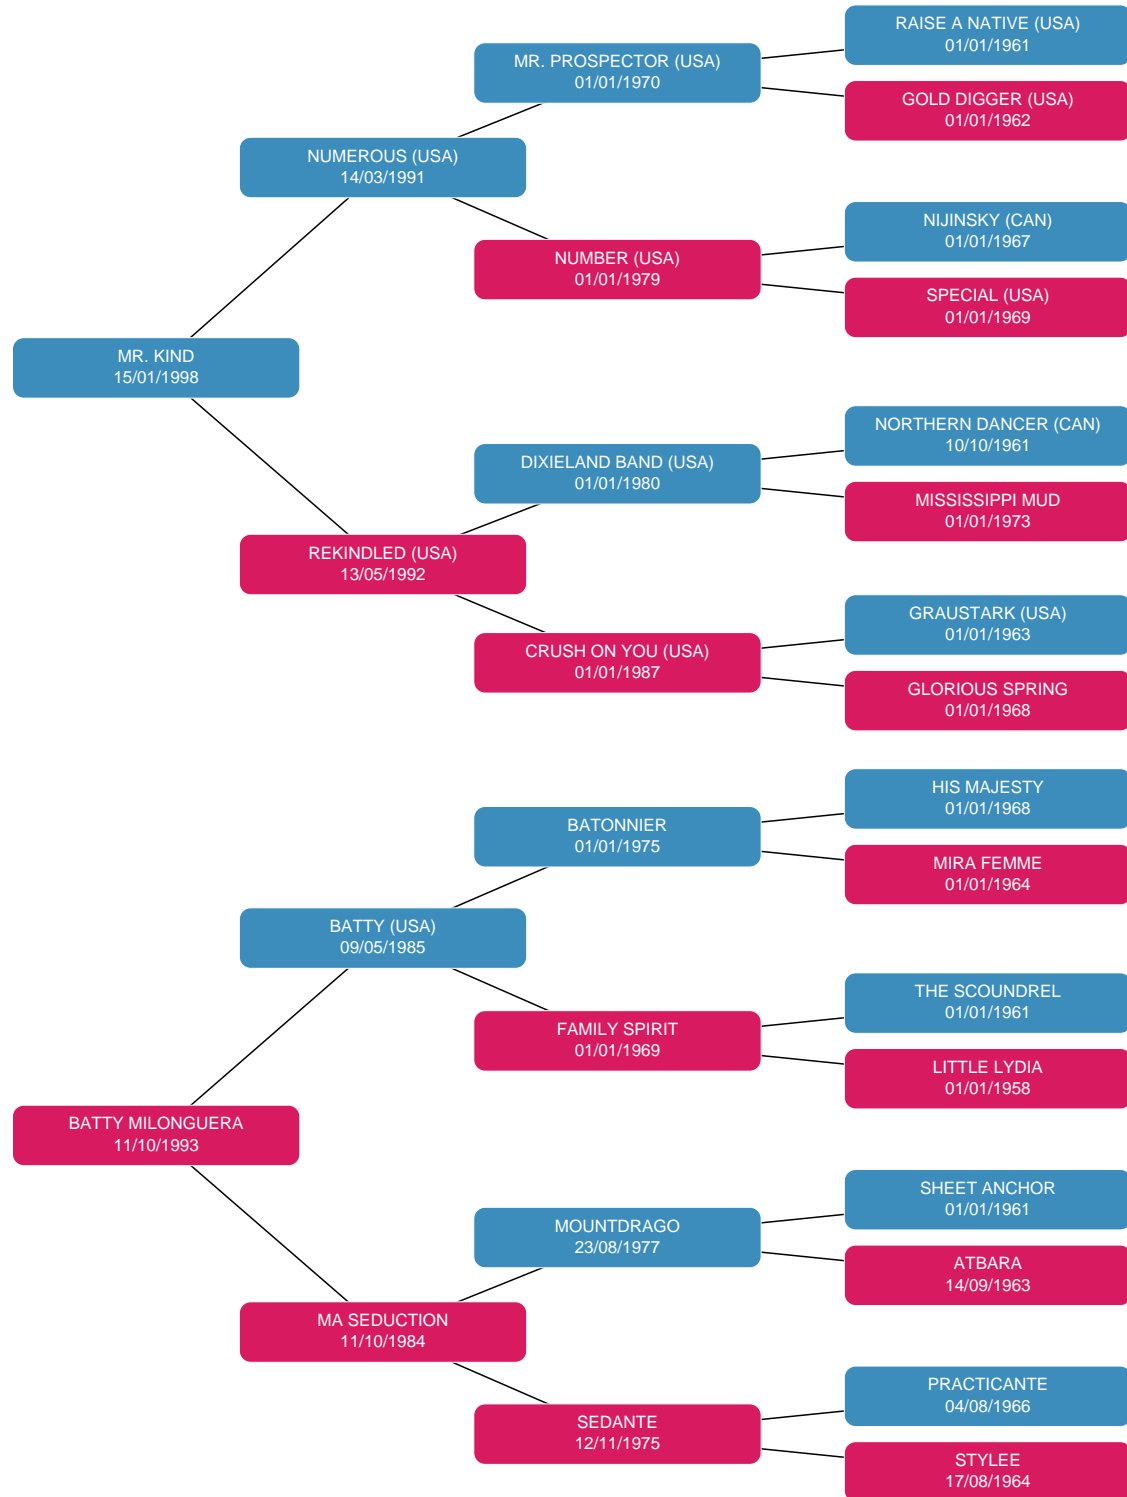 RAISE A NATIVE (USA)
01/01/1961
MR. PROSPECTOR (USA)
01/01/1970
GOLD DIGGER (USA)
01/01/1962
NUMEROUS (USA)
14/03/1991
NIJINSKY (CAN)
01/01/1967
NUMBER (USA)
01/01/1979
SPECIAL (USA)
01/01/1969
MR. KIND
15/01/1998
NORTHERN DANCER (CAN)
10/10/1961
DIXIELAND BAND (USA)
01/01/1980
MISSISSIPPI MUD
01/01/1973
REKINDLED (USA)
13/05/1992
GRAUSTARK (USA)
01/01/1963
CRUSH ON YOU (USA)
01/01/1987
GLORIOUS SPRING
01/01/1968
HIS MAJESTY
01/01/1968
BATONNIER
01/01/1975
MIRA FEMME
01/01/1964
BATTY (USA)
09/05/1985
THE SCOUNDREL
01/01/1961
FAMILY SPIRIT
01/01/1969
LITTLE LYDIA
01/01/1958
BATTY MILONGUERA
11/10/1993
SHEET ANCHOR
01/01/1961
MOUNTDRAGO
23/08/1977
ATBARA
14/09/1963
MA SEDUCTION
11/10/1984
PRACTICANTE
04/08/1966
SEDANTE
12/11/1975
STYLEE
17/08/1964